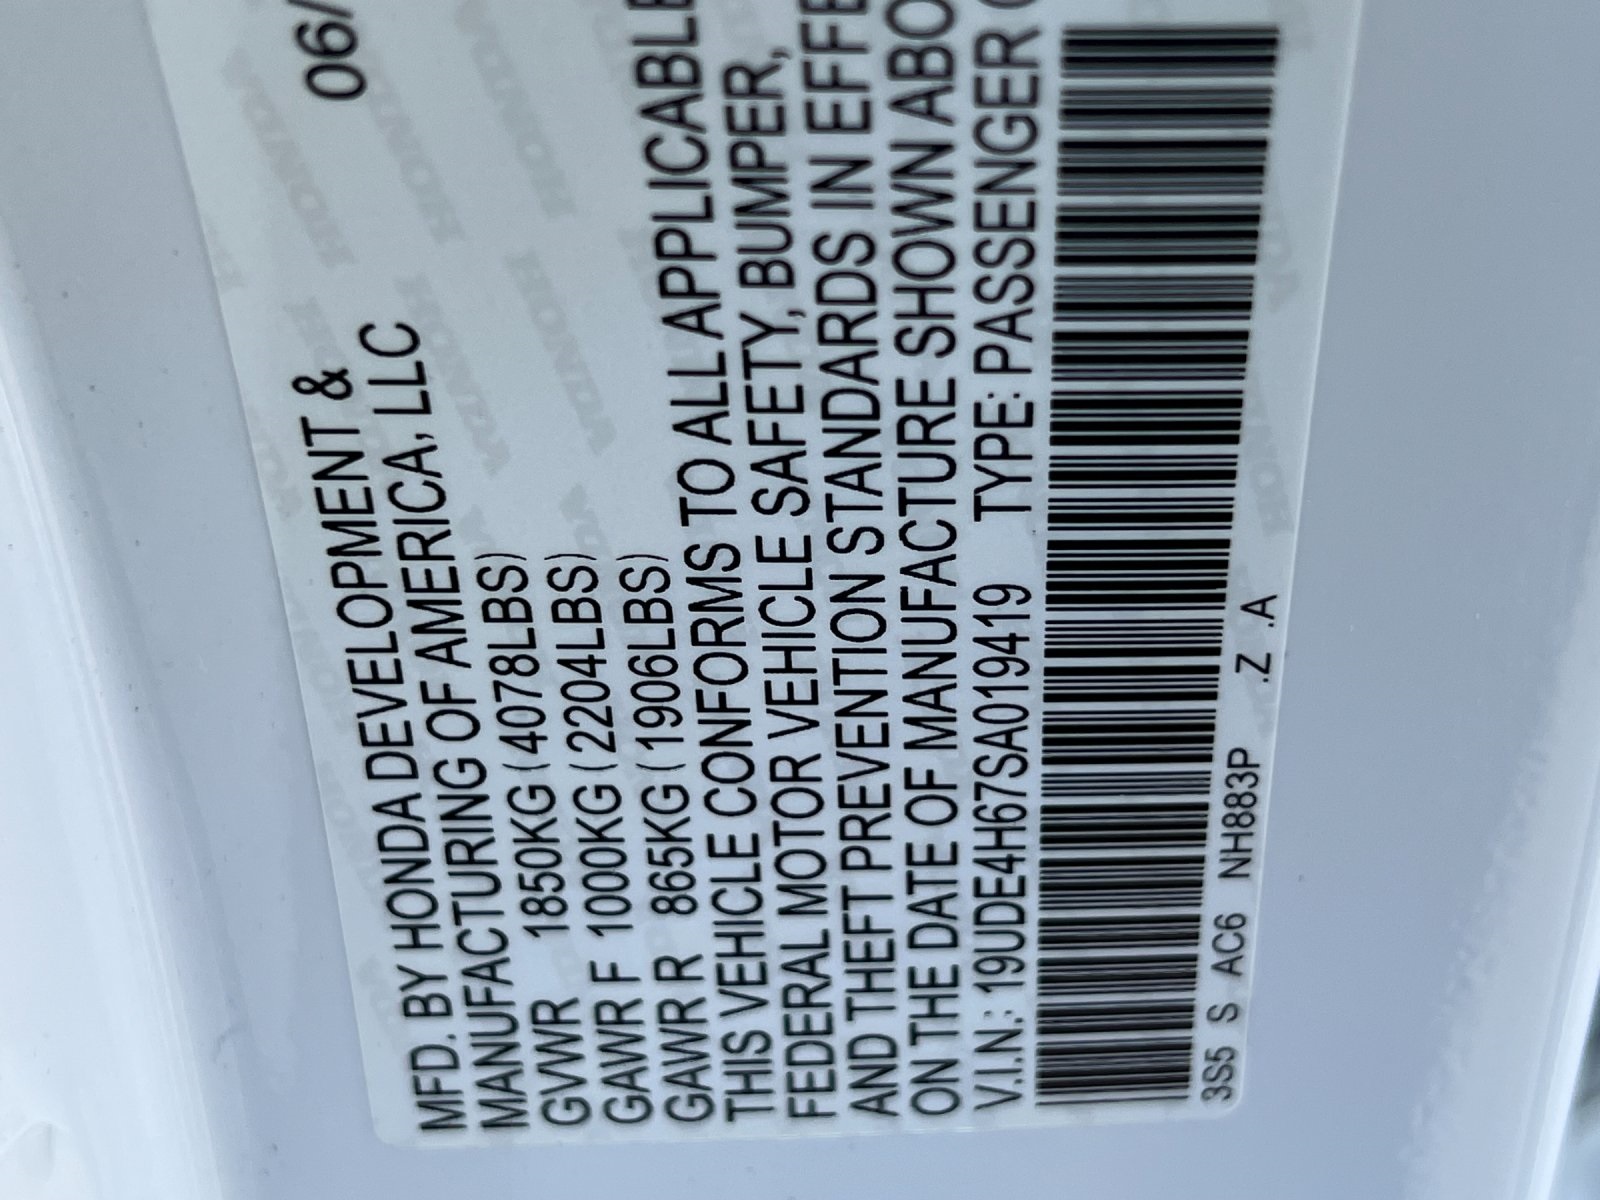 06/
MFD. BY HONDA DEVELOPMENT &
MANUFACTURING OF AMERICA, LLC
GVWR 1850KG (4078LBS)
GAWR F 1000KG (2204LBS)
GAWR R 865KG (1906LBS)
THIS VEHICLE CONFORMS TO ALL APPLICABLE
FEDERAL MOTOR VEHICLE SAFETY, BUMPER,
AND THEFT PREVENTION STANDARDS IN EFFE
ON THE DATE OF MANUFACTURE SHOWN ABO
V.I.N.: 19UDE4H67SA019419 TYPE: PASSENGER
3S5 S AC6 NH883P .Z .A